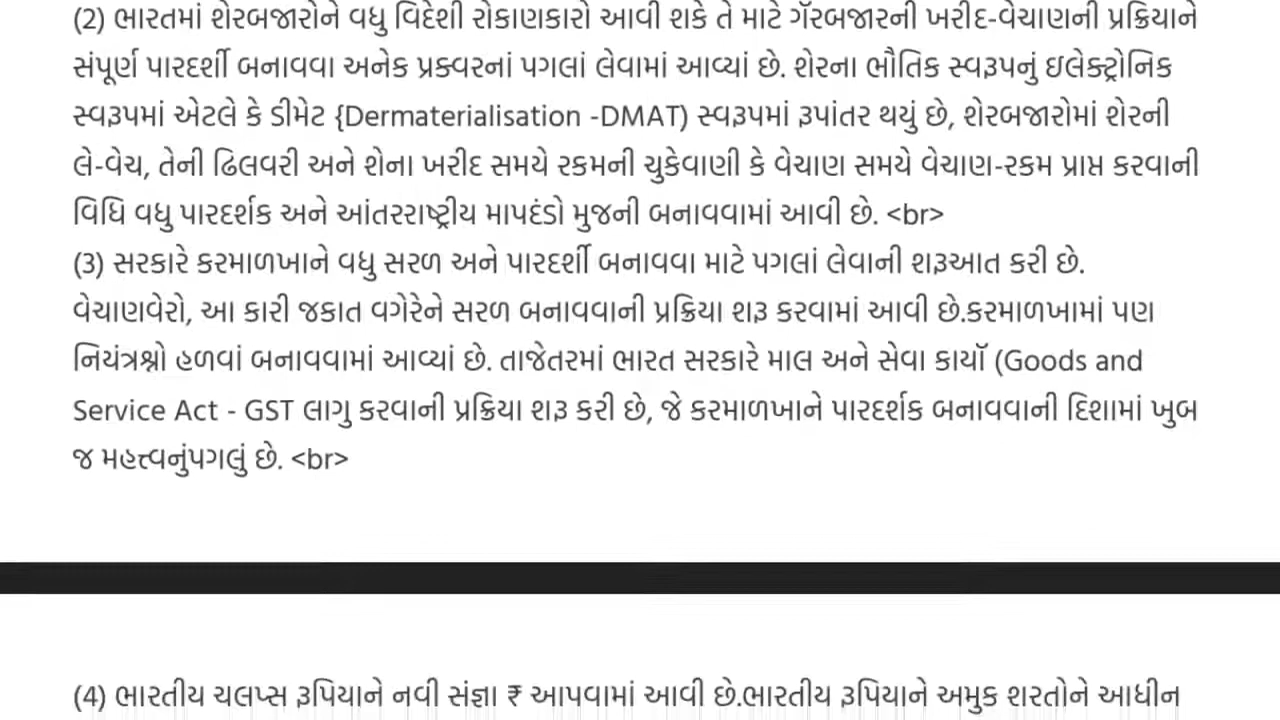 (2) ભારતમાં શેરબજારોને વધુ વિદેશી રોકાણકારો આવી શકે તે માટે ગૅરબજારની ખરીદ-વેચાણની પ્રક્રિયાને
સંપૂર્ણ પારદર્શી બનાવવા અનેક પ્રક્વરનાં પગલાં લેવામાં આવ્યાં છે. શેરના ભૌતિક સ્વરૂપનું ઇલેક્ટ્રોનિક
સ્વરૂપમાં એટલે કે ડીમેટ {Dermaterialisation -DMAT) સ્વરૂપમાં રૂપાંતર થયું છે, શેરબજારોમાં શેરની
લે-વેચ, તેની ઢિલવરી અને શેના ખરીદ સમયે રકમની ચુકેવાણી કે વેચાણ સમયે વેચાણ-રકમ પ્રાપ્ત કરવાની
વિધિ વધુ પારદર્શક અને આંતરરાષ્ટ્રીય માપદંડો મુજની બનાવવામાં આવી છે. <br>
(3) સરકારે કરમાળખાને વધુ સરળ અને પારદર્શી બનાવવા માટે પગલાં લેવાની શરૂઆત કરી છે.
વેચાણવેરો, આ કારી જકાત વગેરેને સરળ બનાવવાની પ્રક્રિયા શરૂ કરવામાં આવી છે.કરમાળખામાં પણ
નિયંત્રશ્નો હળવાં બનાવવામાં આવ્યાં છે. તાજેતરમાં ભારત સરકારે માલ અને સેવા કાર્યૉ (Goods and
Service Act - GST લાગુ કરવાની પ્રક્રિયા શરૂ કરી છે, જે કરમાળખાને પારદર્શક બનાવવાની દિશામાં ખુબ
જ મહત્ત્વનુંપગલું છે. <br>
(4) ભારતીય ચલપ્સ રૂપિયાને નવી સંજ્ઞા ₹ આપવામાં આવી છે.ભારતીય રૂપિયાને અમુક શરતોને આધીન